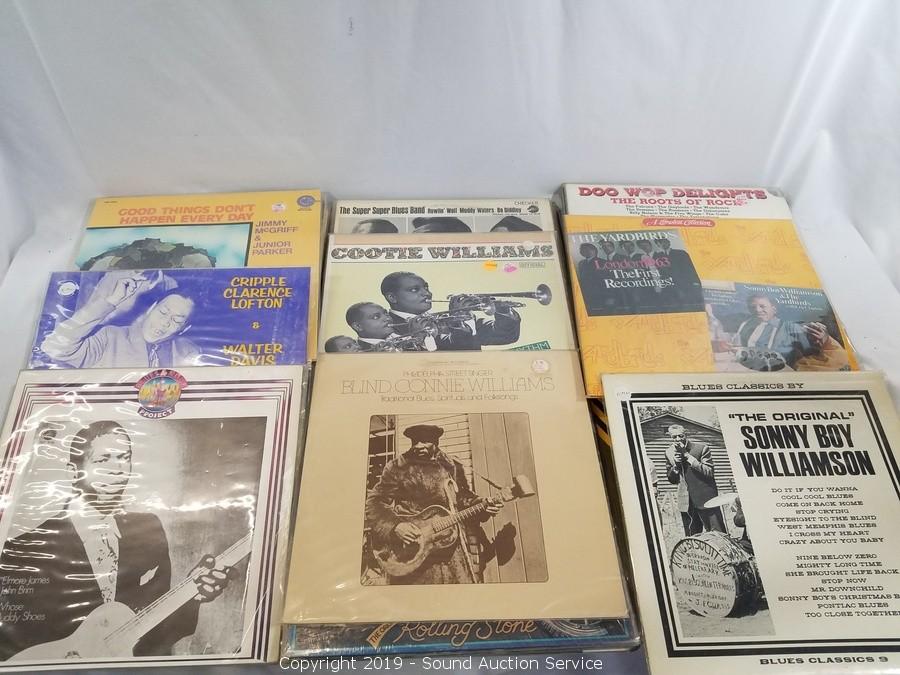 GOOD THINGS DON'T
HAPPEN EVERY DAY
JIMMY
McGRIFF
&
JUNIOR
PARKER
CRIPPLE
CLARENCE
LOFTON
&
WALTER
DAVIS
BLUES
PROJECT
Elmore James
John Brim
Whose
Muddy Shoes
The Super Super Blues Band Howlin' Wolf Muddy Waters Bo Diddley
CHECKER
COOTIE WILLIAMS
RHYTHM
PHILADELPHIA STREET SINGER
BLIND CONNIE WILLIAMS
Traditional Blues, Spirituals and Folksongs
Rolling Stone
DOO WOP DELIGHTS
THE ROOTS OF ROCK
A Limited Collection
THE YARDBIRDS
London 1963
The First
Recordings!
Sonny Boy Williamson
& The
Yardbirds
BLUES CLASSICS BY
"THE ORIGINAL"
SONNY BOY
WILLIAMSON
DO IT IF YOU WANNA
COOL COOL BLUES
COME ON BACK HOME
STOP CRYING
EYESIGHT TO THE BLIND
WEST MEMPHIS BLUES
I CROSS MY HEART
CRAZY ABOUT YOU BABY
NINE BELOW ZERO
MIGHTY LONG TIME
SHE BROUGHT LIFE BACK
STOP NOW
MR DOWNCHILD
SONNY BOY'S CHRISTMAS B
PONTIAC BLUES
TOO CLOSE TOGETHER
BLUES CLASSICS 9
Copyright 2019 - Sound Auction Service